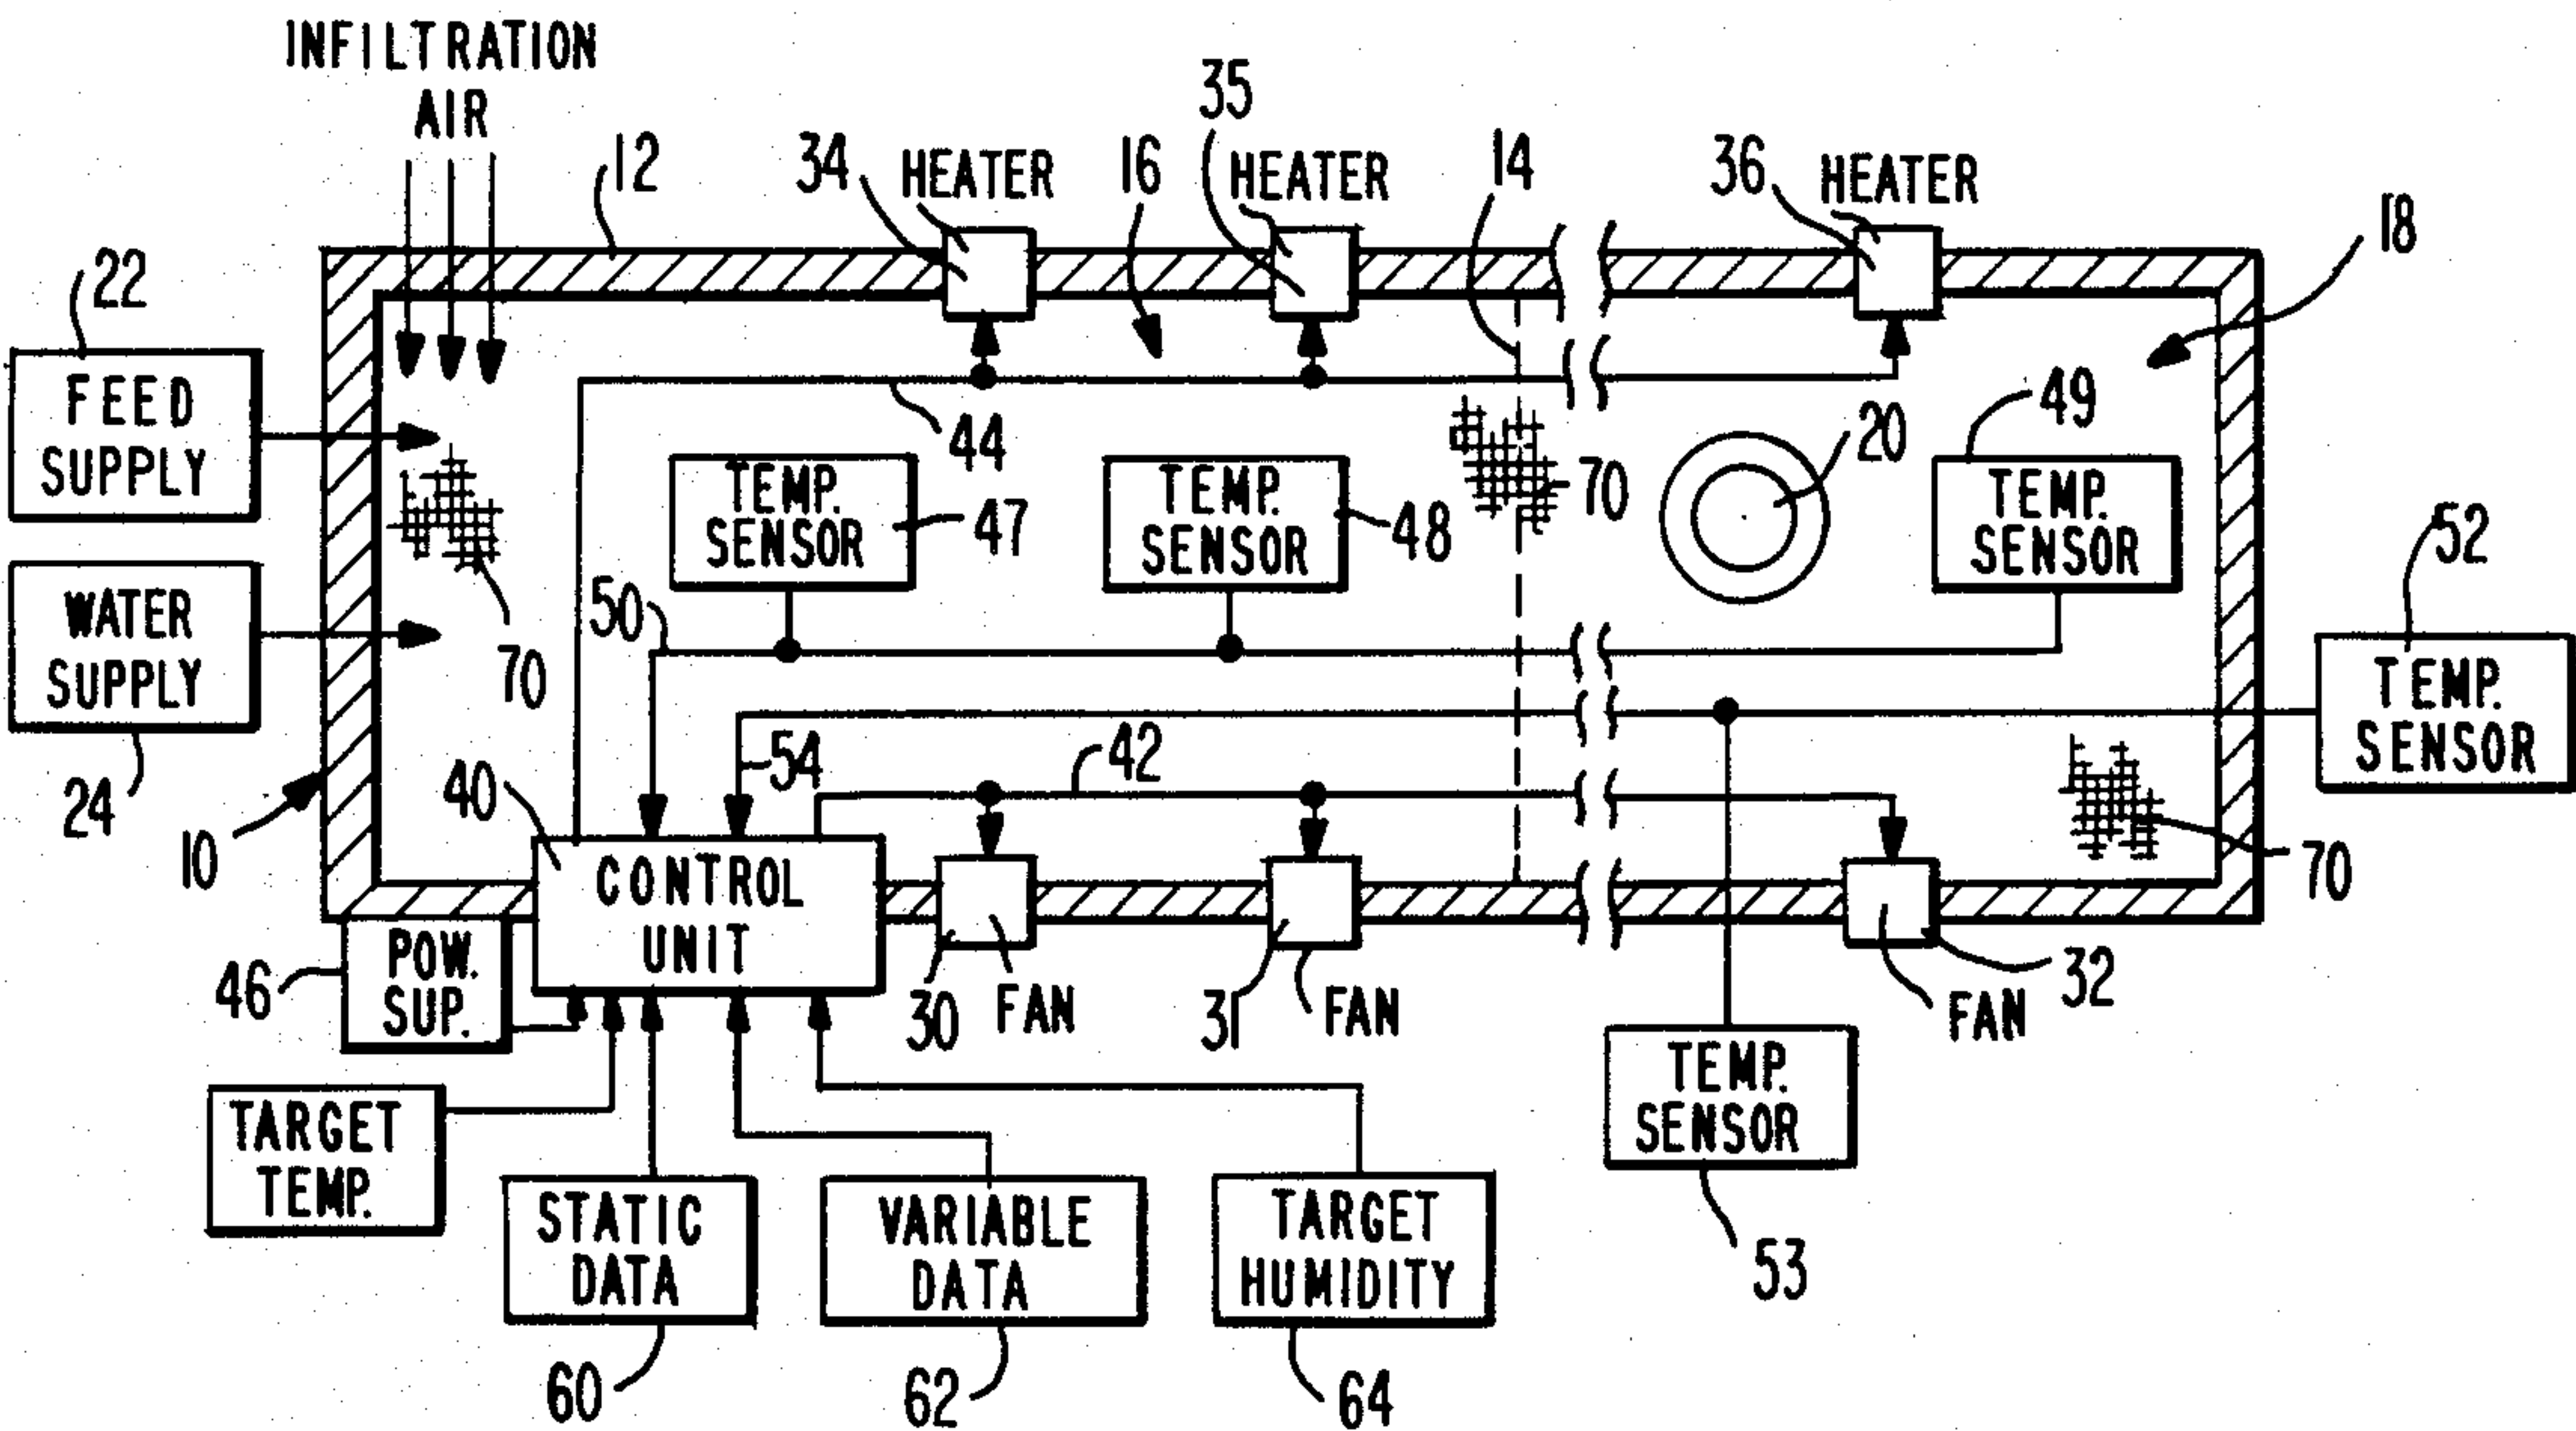 INFILTRATION
AIR
12
34
HEATER
16
35
HEATER
14
36
HEATER
18
22
FEED
SUPPLY
44
TEMP.
SENSOR
47
TEMP.
SENSOR
48
70
20
49
TEMP.
SENSOR
52
TEMP.
SENSOR
WATER
SUPPLY
24
70
50
54
42
10
40
CONTROL
UNIT
70
46
POW.
SUP.
30
FAN
31
FAN
32
FAN
TARGET
TEMP.
TEMP.
SENSOR
53
STATIC
DATA
60
VARIABLE
DATA
62
TARGET
HUMIDITY
64